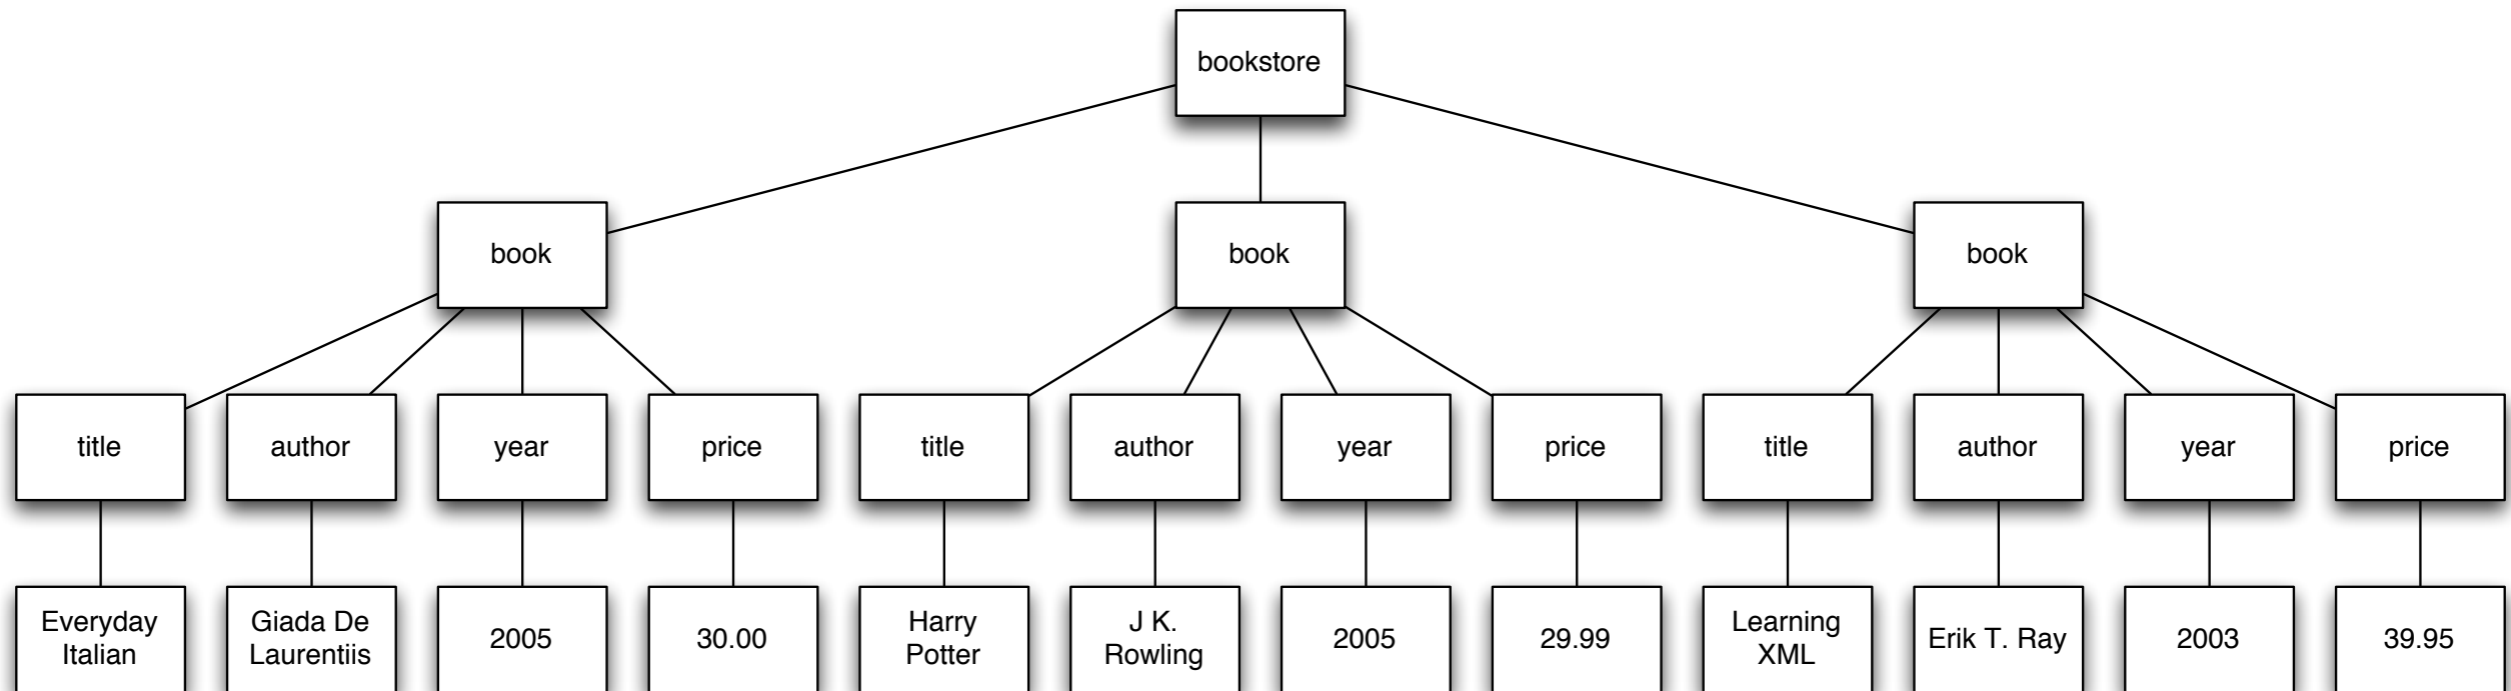 bookstore
book
book
book
title
author
year
price
title
author
year
price
title
author
year
price
Everyday
Italian
Giada De
Laurentiis
2005
30.00
Harry
Potter
J K.
Rowling
2005
29.99
Learning
XML
Erik T. Ray
2003
39.95